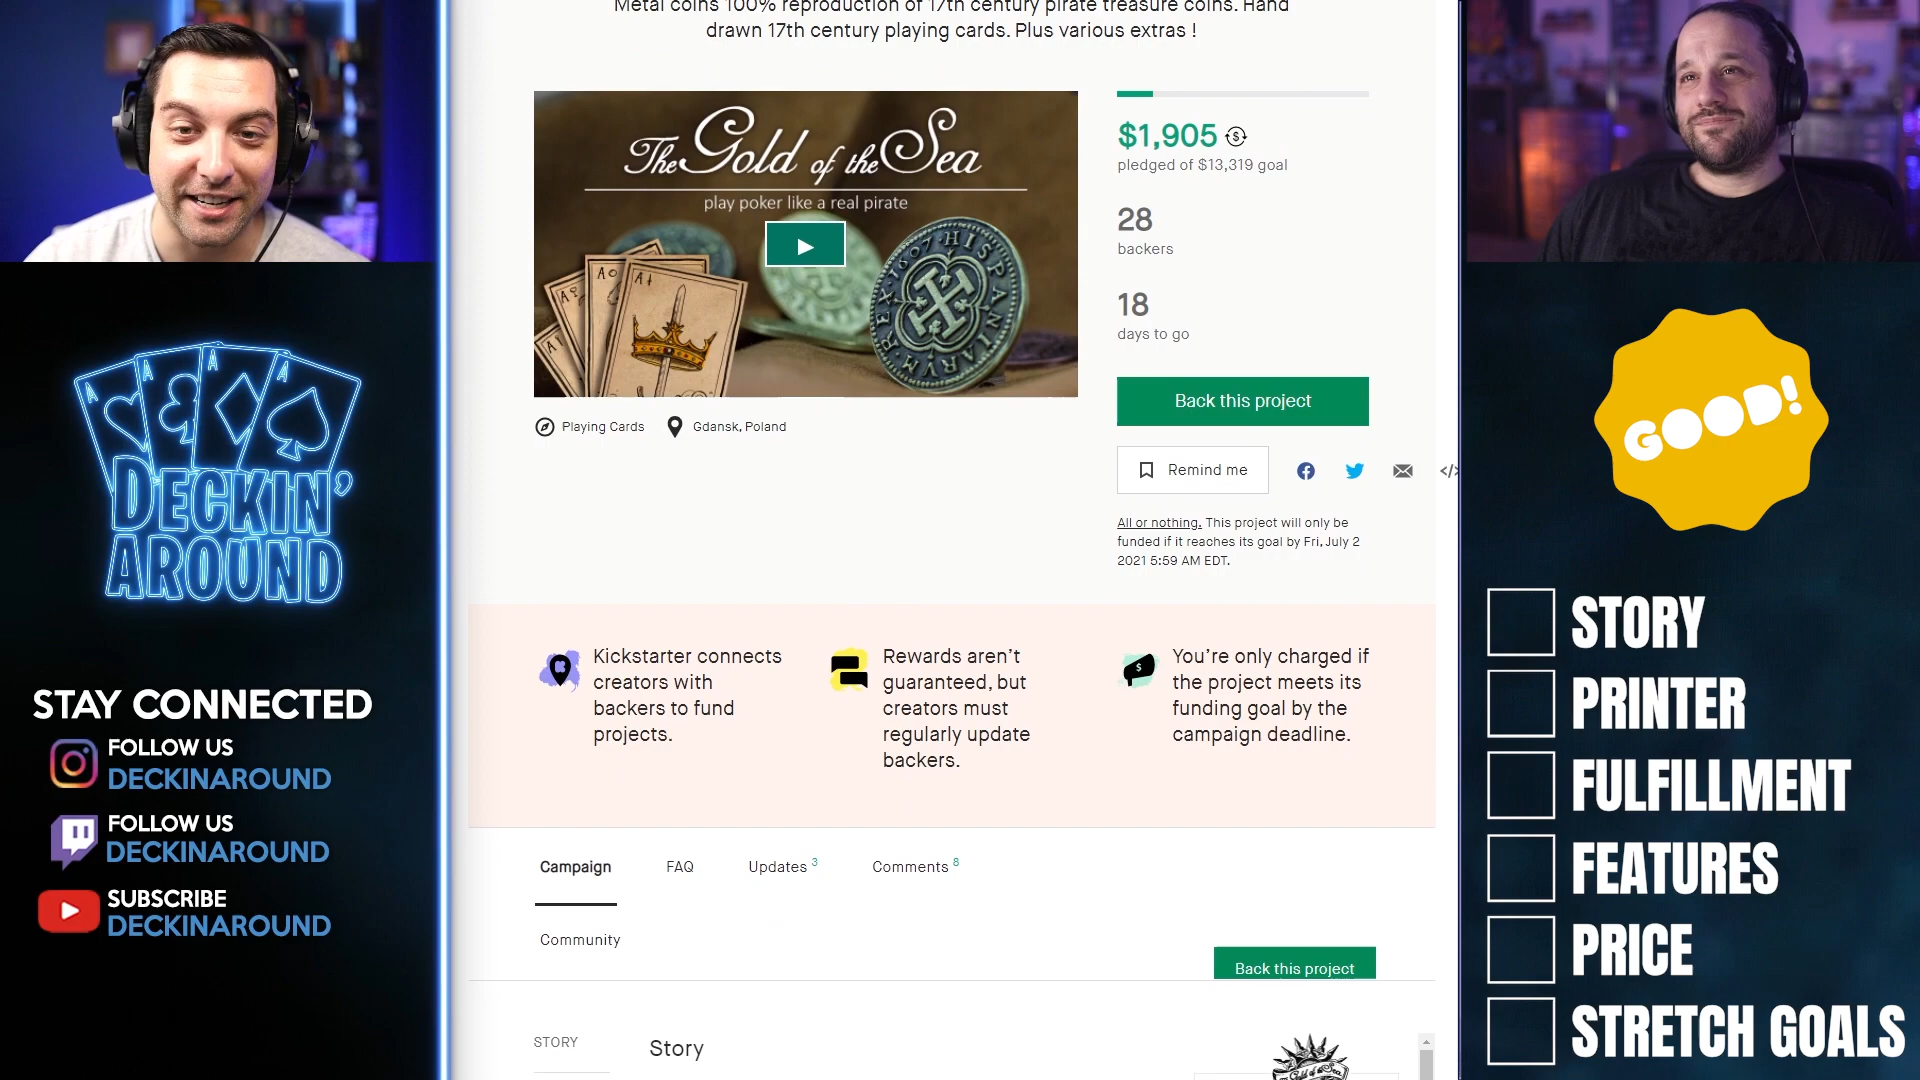 Metal coins 100% reproduction of 17th century pirate treasure coins. Hand
drawn 17th century playing cards. Plus various extras !
The Gold of the Sea
play poker like a real pirate
Playing Cards
Gdansk, Poland
$1,905
pledged of $13,319 goal
28
backers
18
days to go
Back this project
Remind me
All or nothing. This project will only be
funded if it reaches its goal by Fri, July 2
2021 5:59 AM EDT.
Kickstarter connects
creators with
backers to fund
projects.
Rewards aren’t
guaranteed, but
creators must
regularly update
backers.
You’re only charged if
the project meets its
funding goal by the
campaign deadline.
Campaign
FAQ
Updates 3
Comments 8
Community
Back this project
STORY
Story
A A A A
DECKIN’
AROUND
STAY CONNECTED
FOLLOW US
DECKINAROUND
FOLLOW US
DECKINAROUND
SUBSCRIBE
DECKINAROUND
GOOD!
STORY
PRINTER
FULFILLMENT
FEATURES
PRICE
STRETCH GOALS